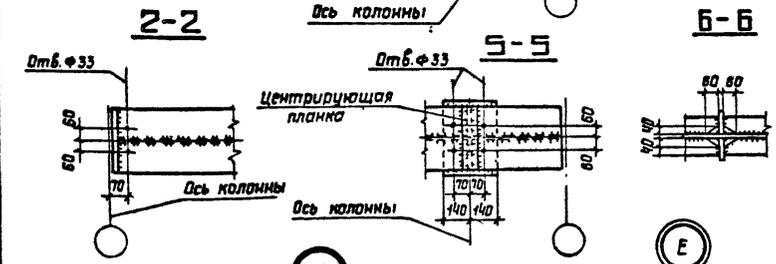 Ось колонны
2-2
5-5
6-6
Отв. Ф33
Отв. Ф33
Центрирующая
планка
60
60
70
Ось колонны
60
80
70 70
140 140
Ось колонны
60 60
40
40
Е